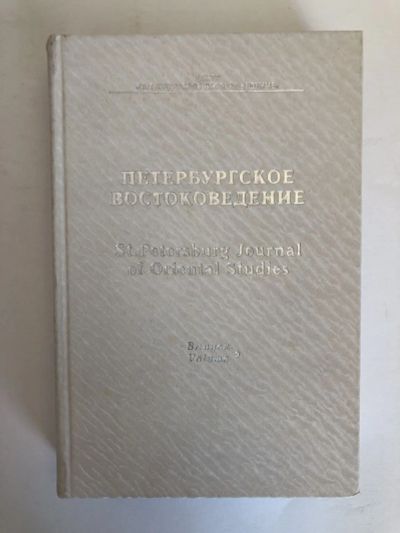 ПЕТЕРБУРГСКОЕ
ВОСТОКОВЕДЕНИЕ
St.Petersburg Journal
of Oriental Studies
Выпуск
Volume